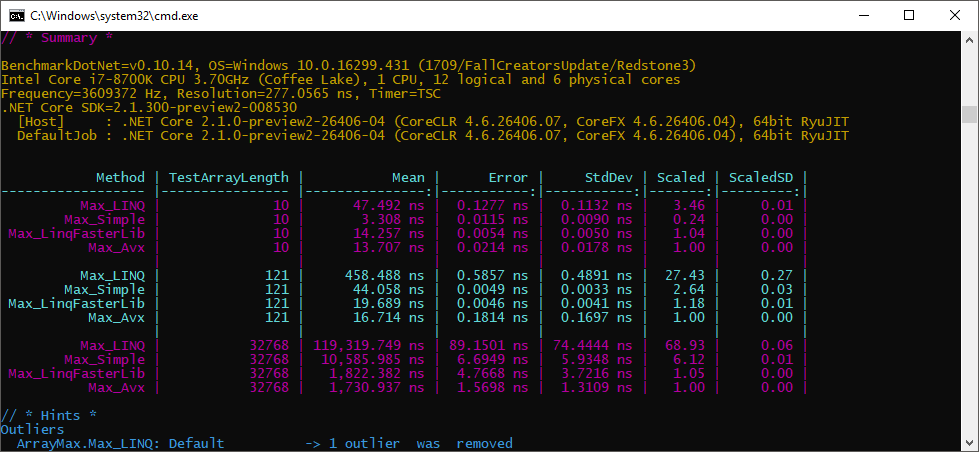 C:\Windows\system32\cmd.exe
// * Summary *
BenchmarkDotNet=v0.10.14, OS=Windows 10.0.16299.431 (1709/FallCreatorsUpdate/Redstone3)
Intel Core i7-8700K CPU 3.70GHz (Coffee Lake), 1 CPU, 12 logical and 6 physical cores
Frequency=3609372 Hz, Resolution=277.0565 ns, Timer=TSC
.NET Core SDK=2.1.300-preview2-008530
  [Host]     : .NET Core 2.1.0-preview2-26406-04 (CoreCLR 4.6.26406.07, CoreFX 4.6.26406.04), 64bit RyuJIT
  DefaultJob : .NET Core 2.1.0-preview2-26406-04 (CoreCLR 4.6.26406.07, CoreFX 4.6.26406.04), 64bit RyuJIT
           Method | TestArrayLength |           Mean |      Error |     StdDev | Scaled | ScaledSD |
----------------- |---------------- |---------------:|-----------:|-----------:|-------:|---------:|
         Max_LINQ |              10 |      47.492 ns |  0.1277 ns |  0.1132 ns |   3.46 |     0.01 |
       Max_Simple |              10 |       3.308 ns |  0.0115 ns |  0.0090 ns |   0.24 |     0.00 |
Max_LinqFasterLib |              10 |      14.257 ns |  0.0054 ns |  0.0050 ns |   1.04 |     0.00 |
          Max_Avx |              10 |      13.707 ns |  0.0214 ns |  0.0178 ns |   1.00 |     0.00 |
                  |                 |                |            |            |        |          |
         Max_LINQ |             121 |     458.488 ns |  0.5857 ns |  0.4891 ns |  27.43 |     0.27 |
       Max_Simple |             121 |      44.058 ns |  0.0049 ns |  0.0033 ns |   2.64 |     0.03 |
Max_LinqFasterLib |             121 |      19.689 ns |  0.0046 ns |  0.0041 ns |   1.18 |     0.01 |
          Max_Avx |             121 |      16.714 ns |  0.1814 ns |  0.1697 ns |   1.00 |     0.00 |
                  |                 |                |            |            |        |          |
         Max_LINQ |           32768 | 119,319.749 ns | 89.1501 ns | 74.4444 ns |  68.93 |     0.06 |
       Max_Simple |           32768 |  10,585.985 ns |  6.6949 ns |  5.9348 ns |   6.12 |     0.01 |
Max_LinqFasterLib |           32768 |   1,822.382 ns |  4.7668 ns |  3.7216 ns |   1.05 |     0.00 |
          Max_Avx |           32768 |   1,730.937 ns |  1.5698 ns |  1.3109 ns |   1.00 |     0.00 |
// * Hints *
Outliers
  ArrayMax.Max_LINQ: Default          -> 1 outlier  was  removed